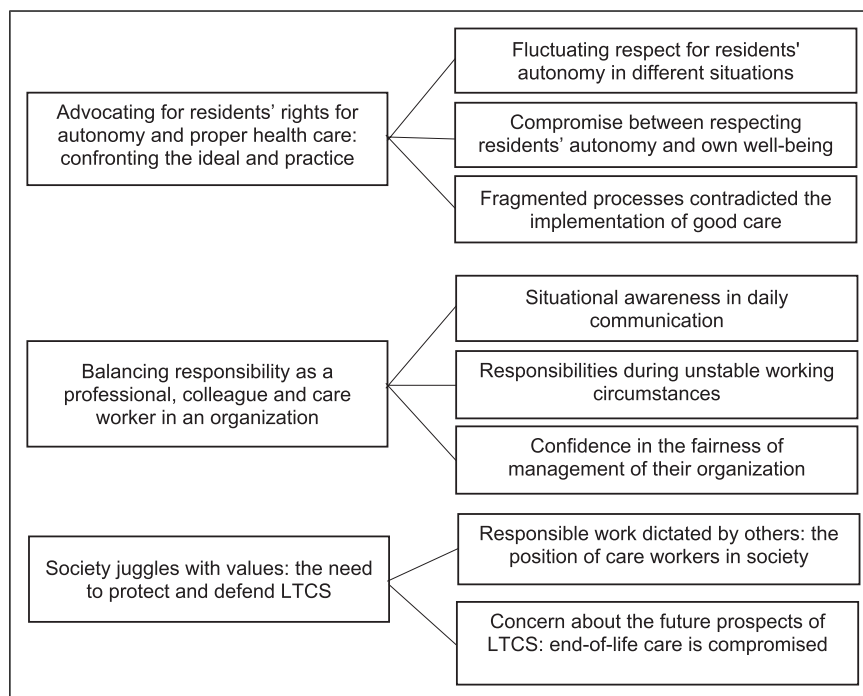 Advocating for residents’ rights for
autonomy and proper health care:
confronting the ideal and practice
Fluctuating respect for residents'
autonomy in different situations
Compromise between respecting
residents’ autonomy and own well-being
Fragmented processes contradicted the
implementation of good care
Balancing responsibility as a
professional, colleague and care
worker in an organization
Situational awareness in daily
communication
Responsibilities during unstable working
circumstances
Confidence in the fairness of
management of their organization
Society juggles with values: the need
to protect and defend LTCS
Responsible work dictated by others: the
position of care workers in society
Concern about the future prospects of
LTCS: end-of-life care is compromised